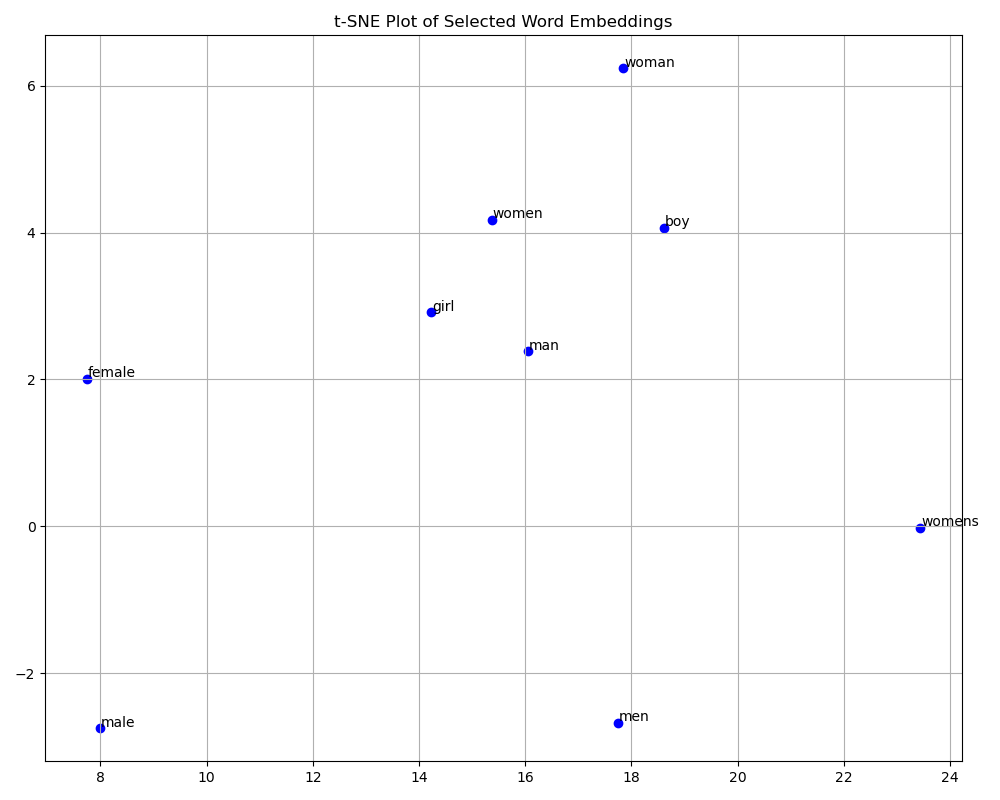 t-SNE Plot of Selected Word Embeddings
woman
6
women
boy
4
girl
man
female
2
womens
0
−2
men
male
8 10 12 14 16 18 20 22 24